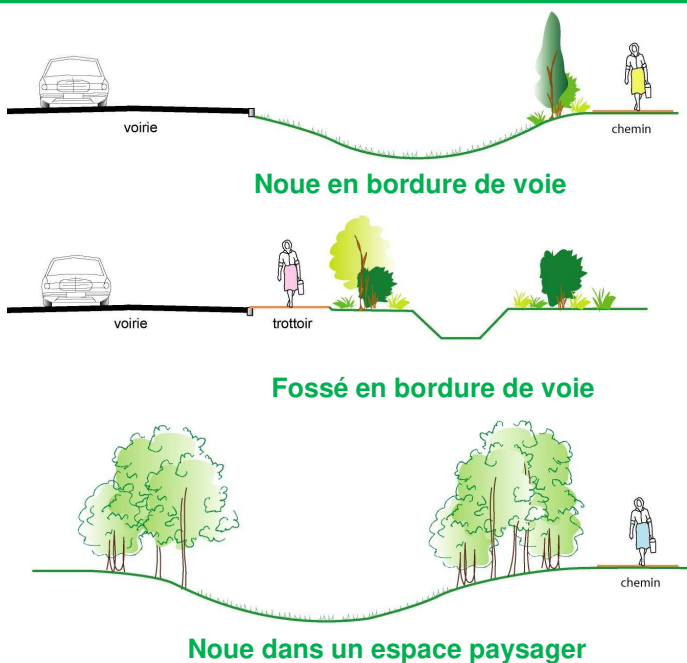 voirie
chemin
Noue en bordure de voie
voirie
trottoir
Fossé en bordure de voie
chemin
Noue dans un espace paysager